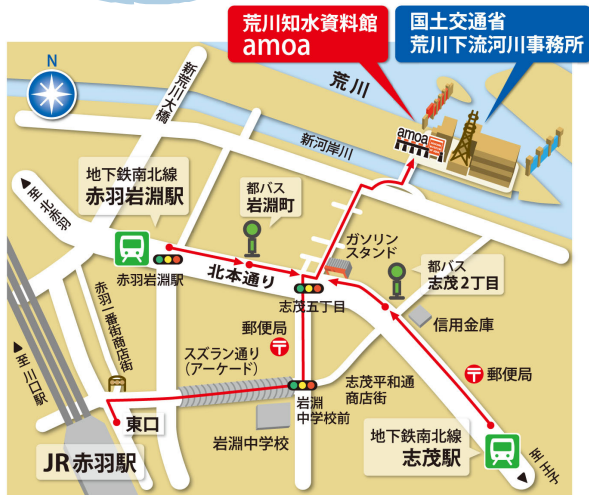 荒川知水資料館
amoa
国土交通省
荒川下流河川事務所
N
新荒川大橋
荒川
新河岸川
amoa
地下鉄南北線
赤羽岩淵駅
至北赤羽
都バス
岩淵町
ガソリン
スタンド
都バス
志茂2丁目
赤羽岩淵駅
北本通り
志茂五丁目
信用金庫
赤羽一番街商店街
郵便局
スズラン通り
(アーケード)
郵便局
至川口駅
志茂平和通
商店街
岩淵
中学校前
東口
岩淵中学校
地下鉄南北線
志茂駅
JR赤羽駅
至王子